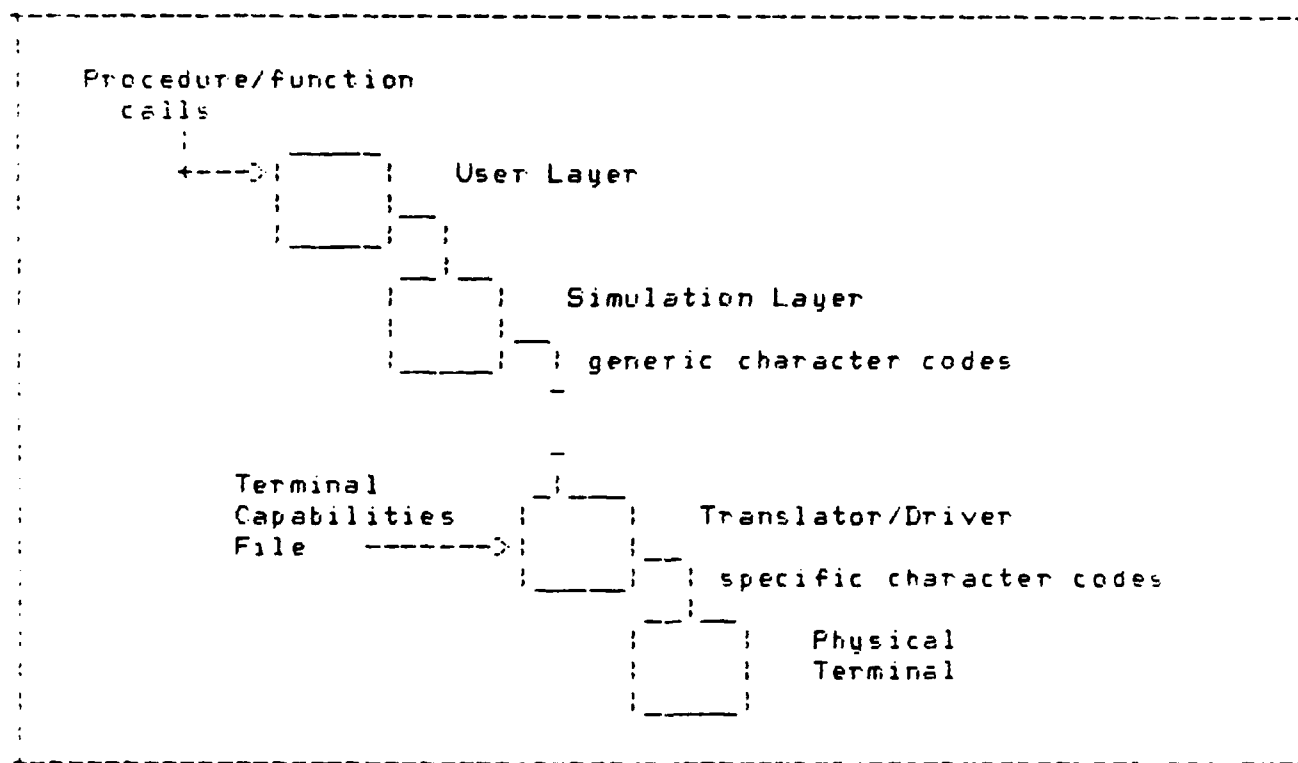 Procedure/function
calls
User Layer
Simulation Layer
generic character codes
Terminal
Capabilities
File
Translator/Driver
specific character codes
Physical
Terminal